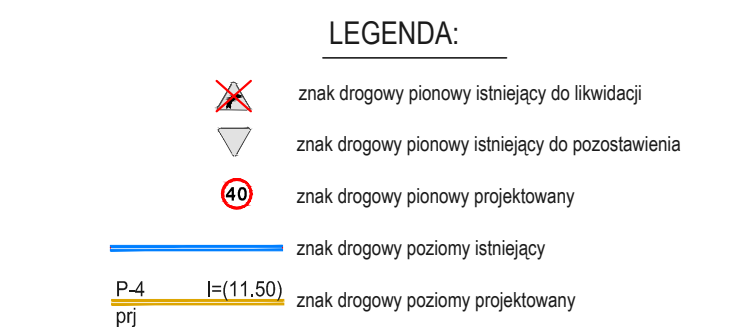 LEGENDA:
znak drogowy pionowy istniejący do likwidacji
znak drogowy pionowy istniejący do pozostawienia
40 znak drogowy pionowy projektowany
znak drogowy poziomy istniejący
P-4 l=(11.50) znak drogowy poziomy projektowany
prj